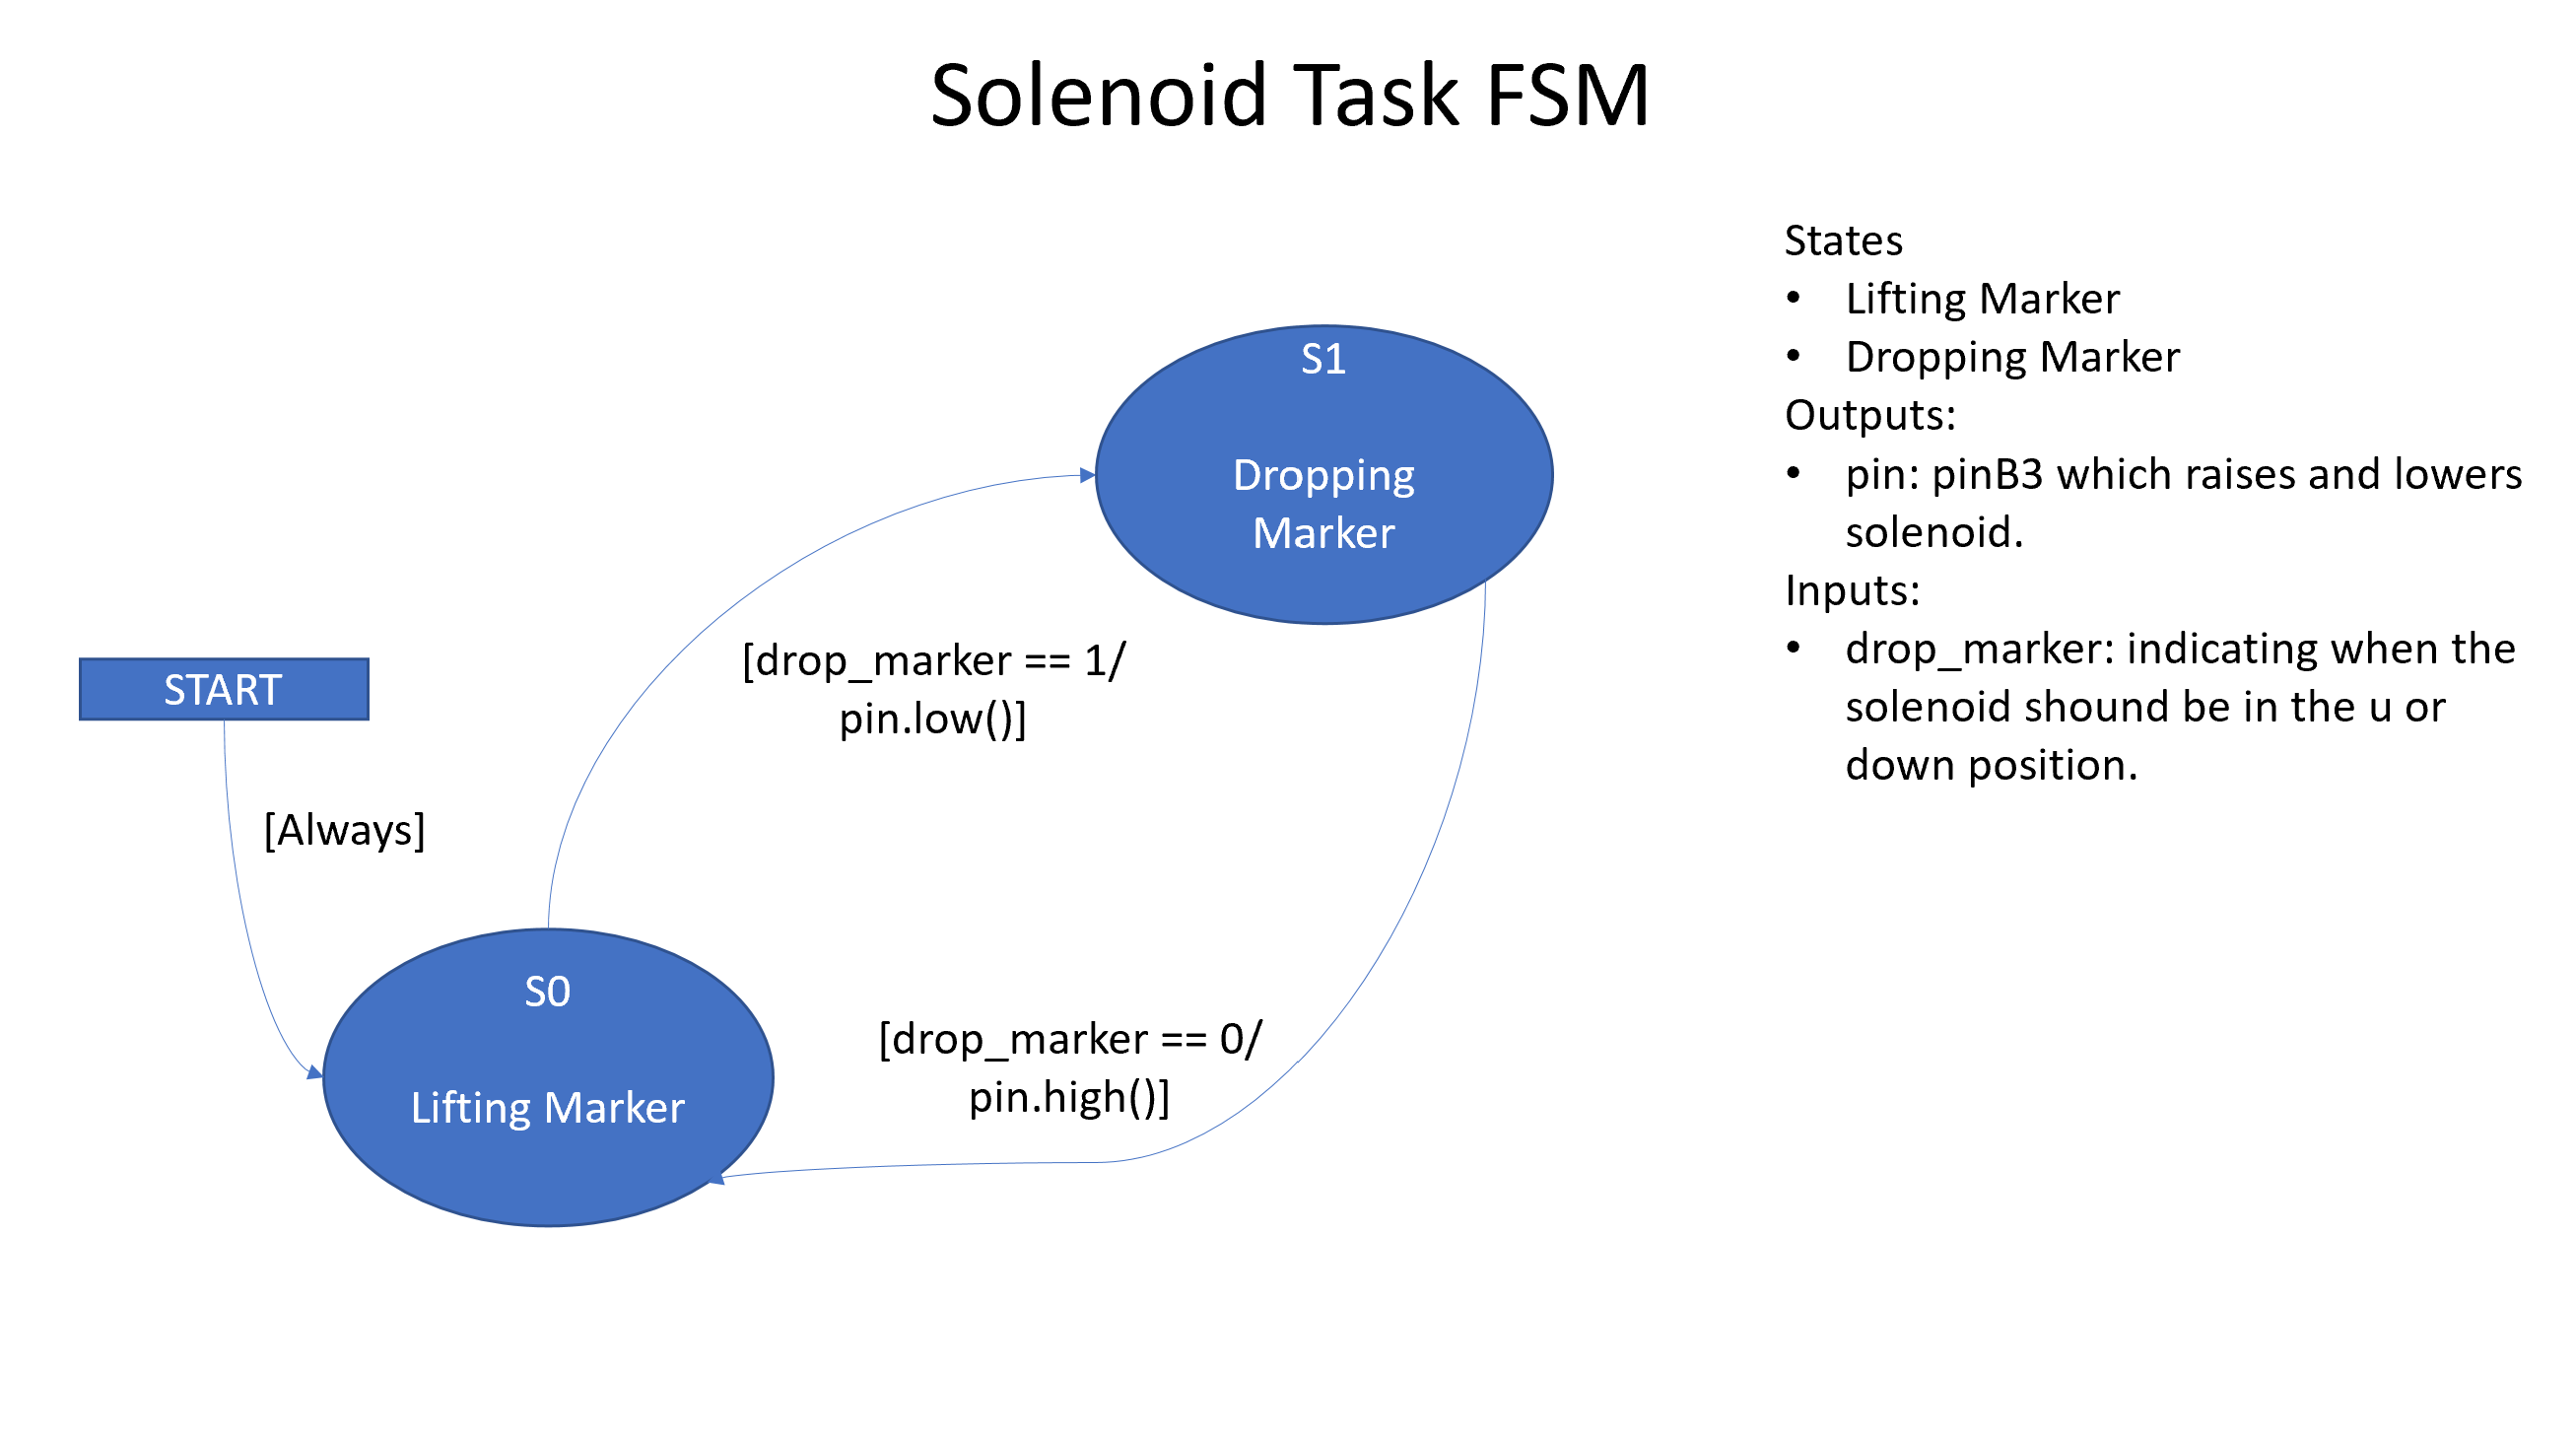 Solenoid Task FSM
States
• Lifting Marker
• Dropping Marker
Outputs:
• pin: pinB3 which raises and lowers
solenoid.
Inputs:
• drop_marker: indicating when the
solenoid shound be in the u or
down position.
S1
Dropping
Marker
[drop_marker == 1/
pin.low()]
START
[Always]
S0
Lifting Marker
[drop_marker == 0/
pin.high()]